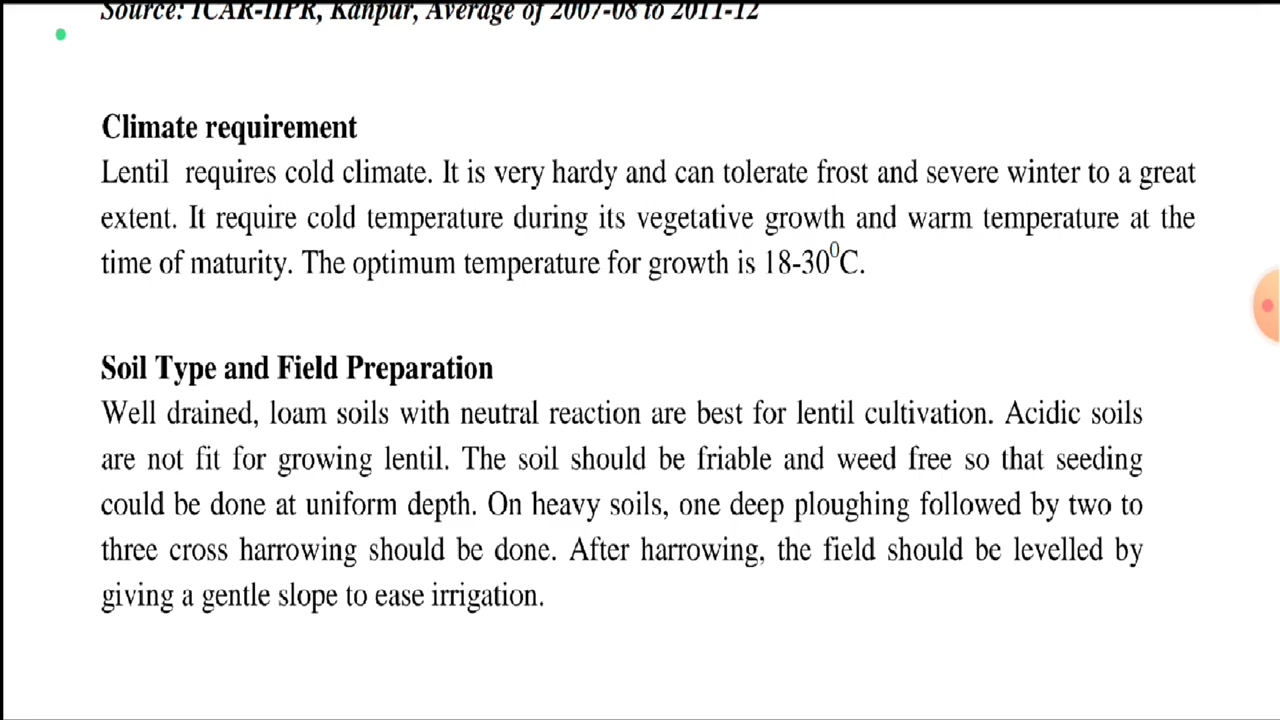 Source: ICAR-IIPR, Kanpur, Average of 2007-08 to 2011-12
Climate requirement
Lentil requires cold climate. It is very hardy and can tolerate frost and severe winter to a great
extent. It require cold temperature during its vegetative growth and warm temperature at the
time of maturity. The optimum temperature for growth is 18-30⁰C.
Soil Type and Field Preparation
Well drained, loam soils with neutral reaction are best for lentil cultivation. Acidic soils
are not fit for growing lentil. The soil should be friable and weed free so that seeding
could be done at uniform depth. On heavy soils, one deep ploughing followed by two to
three cross harrowing should be done. After harrowing, the field should be levelled by
giving a gentle slope to ease irrigation.